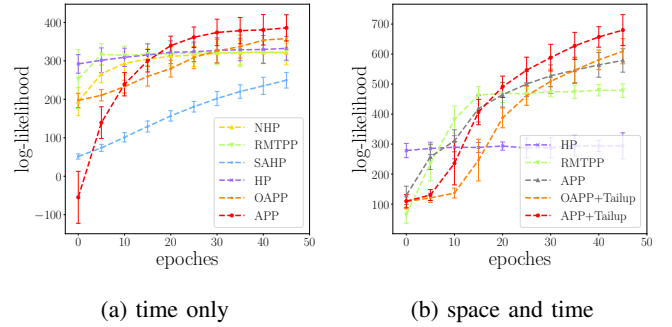 log-likelihood
400
300
200
100
0
−100
NHP
RMTPP
SAHP
HP
OAPP
APP
0
10
20
30
40
50
epoches
(a) time only
log-likelihood
700
600
500
400
300
200
100
HP
RMTPP
APP
OAPP+Tailup
APP+Tailup
0
10
20
30
40
50
epoches
(b) space and time